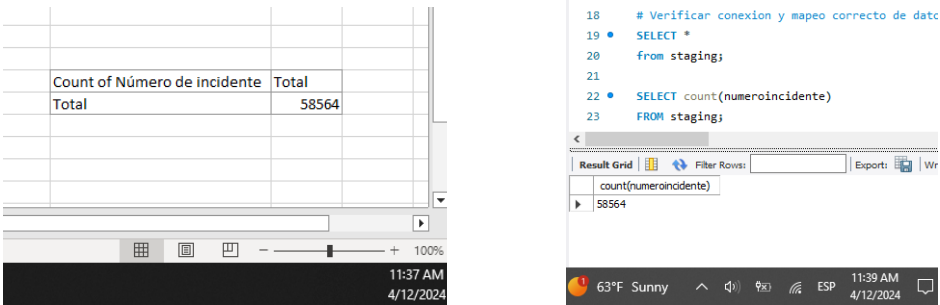 Count of Número de incidente Total
Total 58564
100%
11:37 AM
4/12/2024
18 # Verificar conexion y mapeo correcto de dato
19 SELECT *
20 from staging;
21
22 SELECT count(numeroincidente)
23 FROM staging;
Result Grid Filter Rows: Export: Wr
count(numeroincidente)
58564
63°F Sunny ESP 11:39 AM
4/12/2024